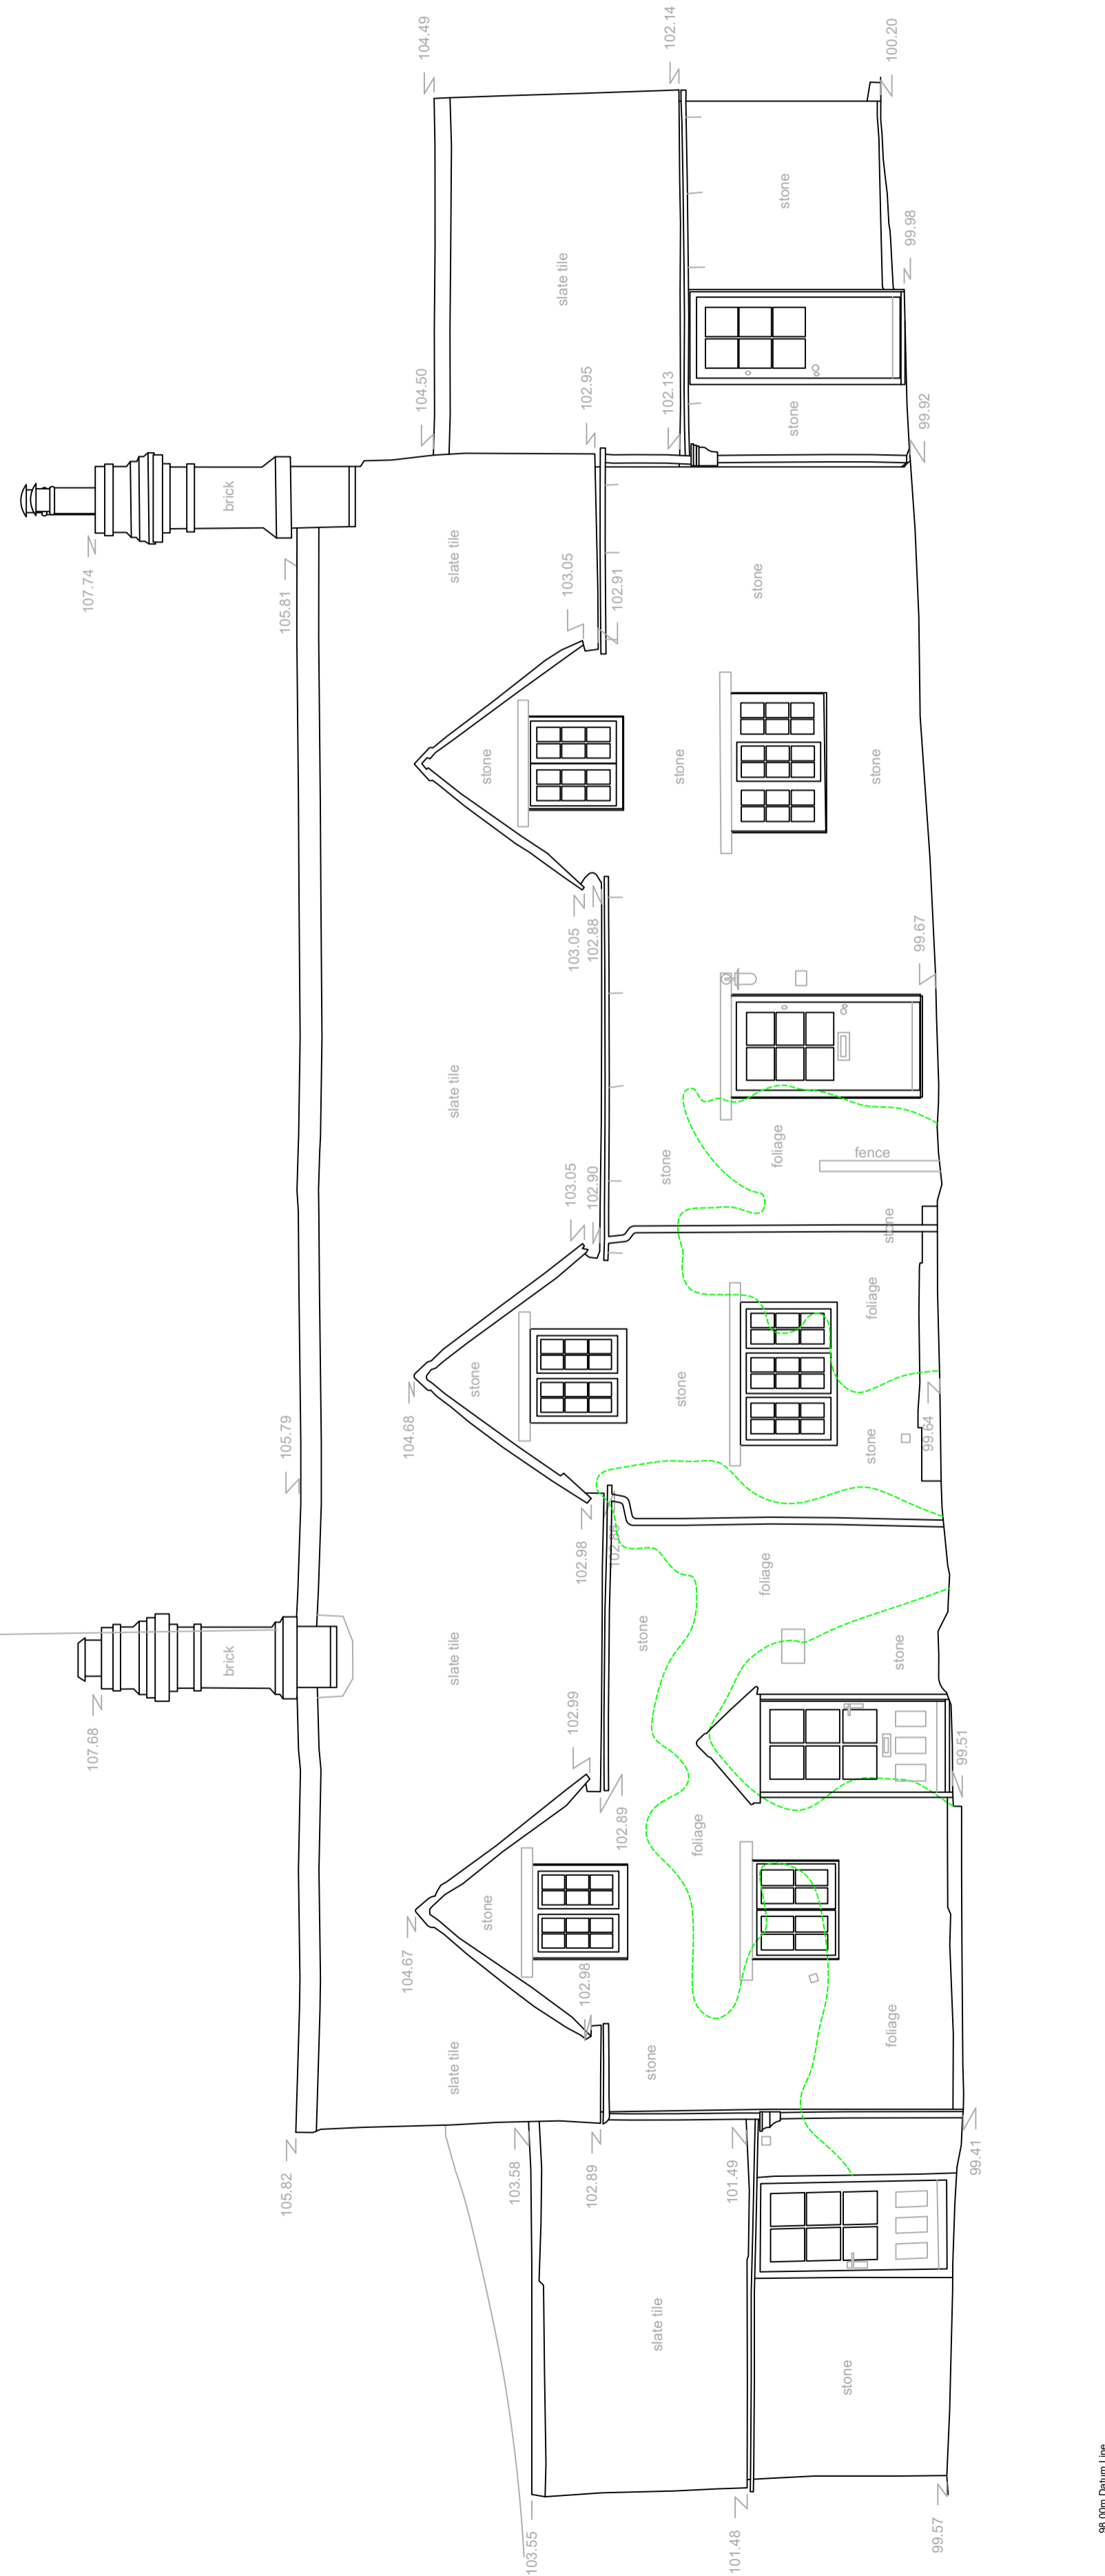 107.68
107.74
brick
brick
105.82
105.79
105.81
104.67
104.68
104.50
104.49
slate tile
slate tile
slate tile
slate tile
stone
stone
stone
103.55
103.58
slate tile
102.98
102.99
102.98
103.05
103.05
103.05
102.89
102.90
102.88
102.95
102.89
102.91
slate tile
stone
stone
stone
stone
stone
102.13
102.14
foliage
101.48
101.49
foliage
foliage
stone
stone
stone
stone
stone
foliage
fence
stone
100.20
foliage
stone
stone
99.57
99.64
99.67
99.92
99.98
99.41
99.51
98.00m Datum Line